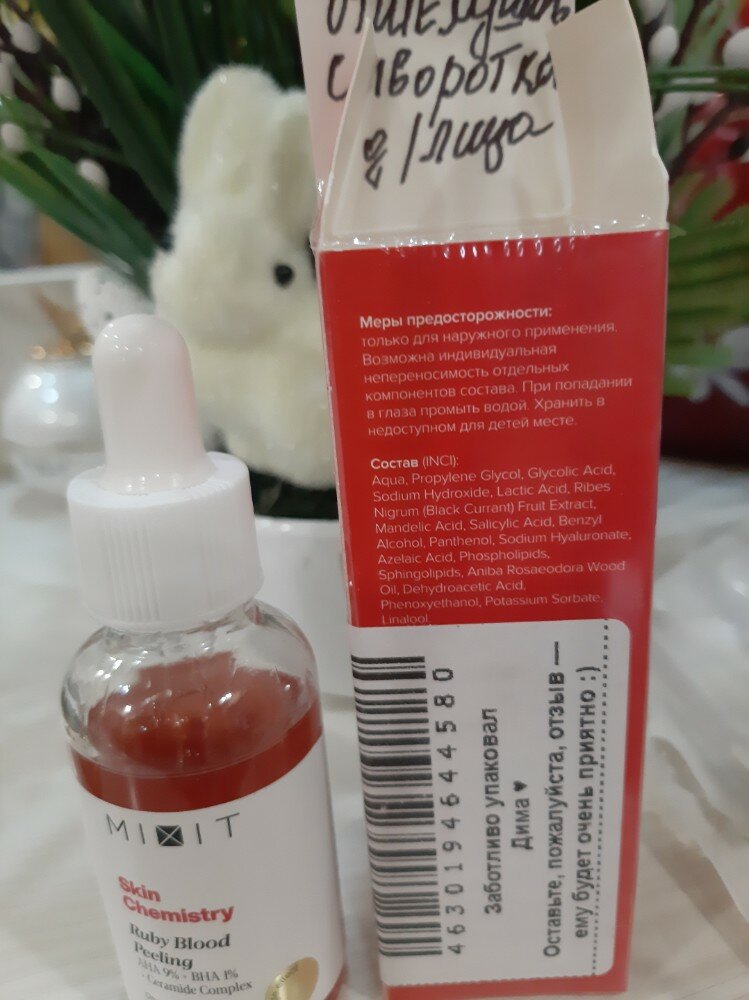 сыворотка
д/лица
Меры предосторожности:
только для наружного применения.
Возможна индивидуальная
непереносимость отдельных
компонентов состава. При попадании
в глаза промыть водой. Хранить в
недоступном для детей месте.
Состав (INCI):
Aqua, Propylene Glycol, Glycolic Acid,
Sodium Hydroxide, Lactic Acid, Ribes
Nigrum (Black Currant) Fruit Extract,
Mandelic Acid, Salicylic Acid, Benzyl
Alcohol, Panthenol, Sodium Hyaluronate,
Azelaic Acid, Phospholipids,
Sphingolipids, Aniba Rosaeodora Wood
Oil, Dehydroacetic Acid,
Phenoxyethanol, Potassium Sorbate,
Linalool
4630194644580
Заботливо упаковал
Дима ♥
Оставьте, пожалуйста, отзыв —
ему будет очень приятно :)
MIXIT
Skin
Chemistry
Ruby Blood
Peeling
AHA 9% + BHA 1%
+ Ceramide Complex